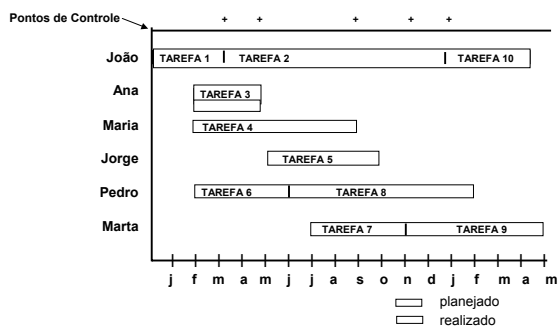 Pontos de Controle + + + + +
João TAREFA 1 TAREFA 2 TAREFA 10
Ana TAREFA 3
Maria TAREFA 4
Jorge TAREFA 5
Pedro TAREFA 6 TAREFA 8
Marta TAREFA 7 TAREFA 9
j f m a m j j a s o n d j f m a m
planejado
realizado